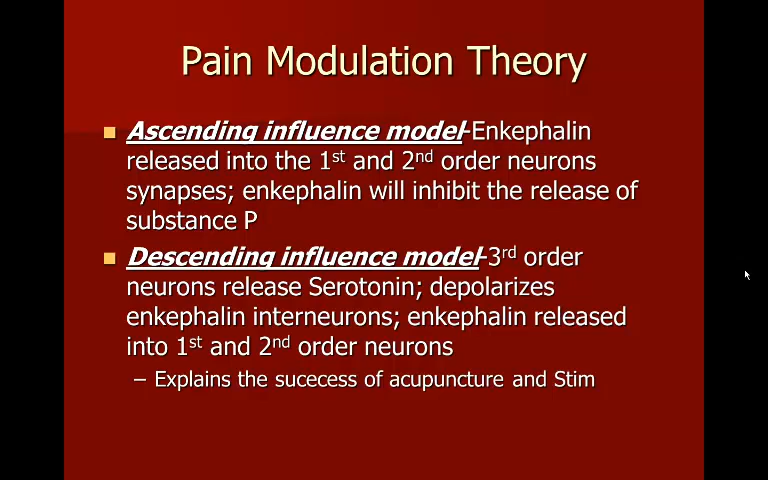 Pain Modulation Theory
Ascending influence model-Enkephalin
released into the 1st and 2nd order neurons
synapses; enkephalin will inhibit the release of
substance P
Descending influence model-3rd order
neurons release Serotonin; depolarizes
enkephalin interneurons; enkephalin released
into 1st and 2nd order neurons
– Explains the sucecess of acupuncture and Stim